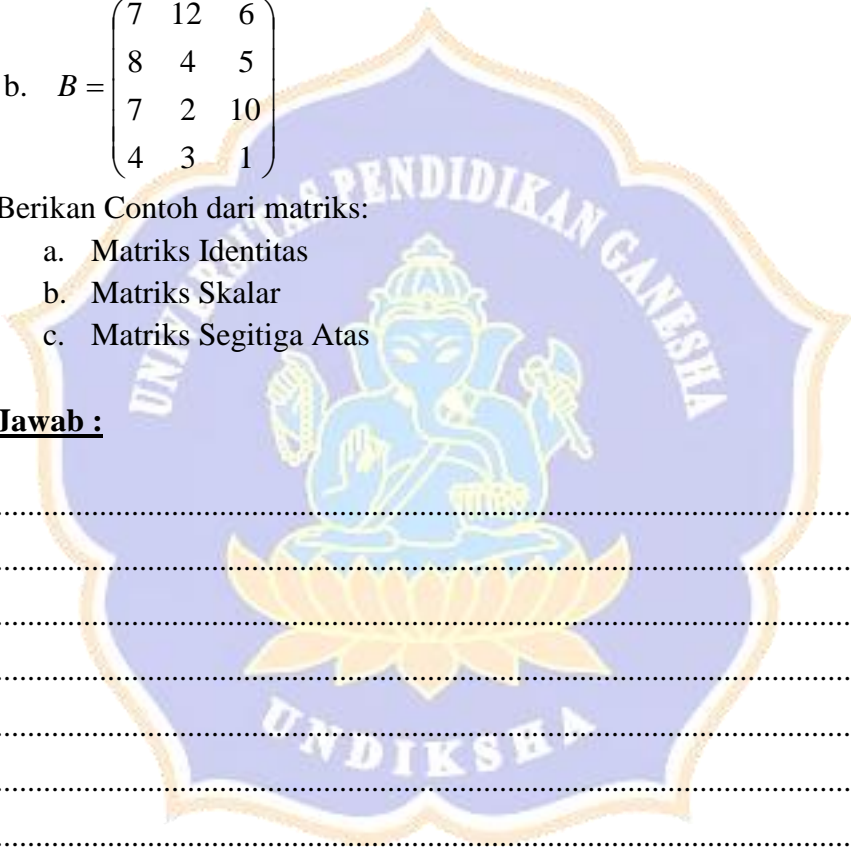 7 12 6
8 4 5
b. B =
7 2 10
4 3 1
Berikan Contoh dari matriks:
a. Matriks Identitas
b. Matriks Skalar
c. Matriks Segitiga Atas
Jawab :
UNIVERSITAS PENDIDIKAN GANESHA
UNDIKSHA